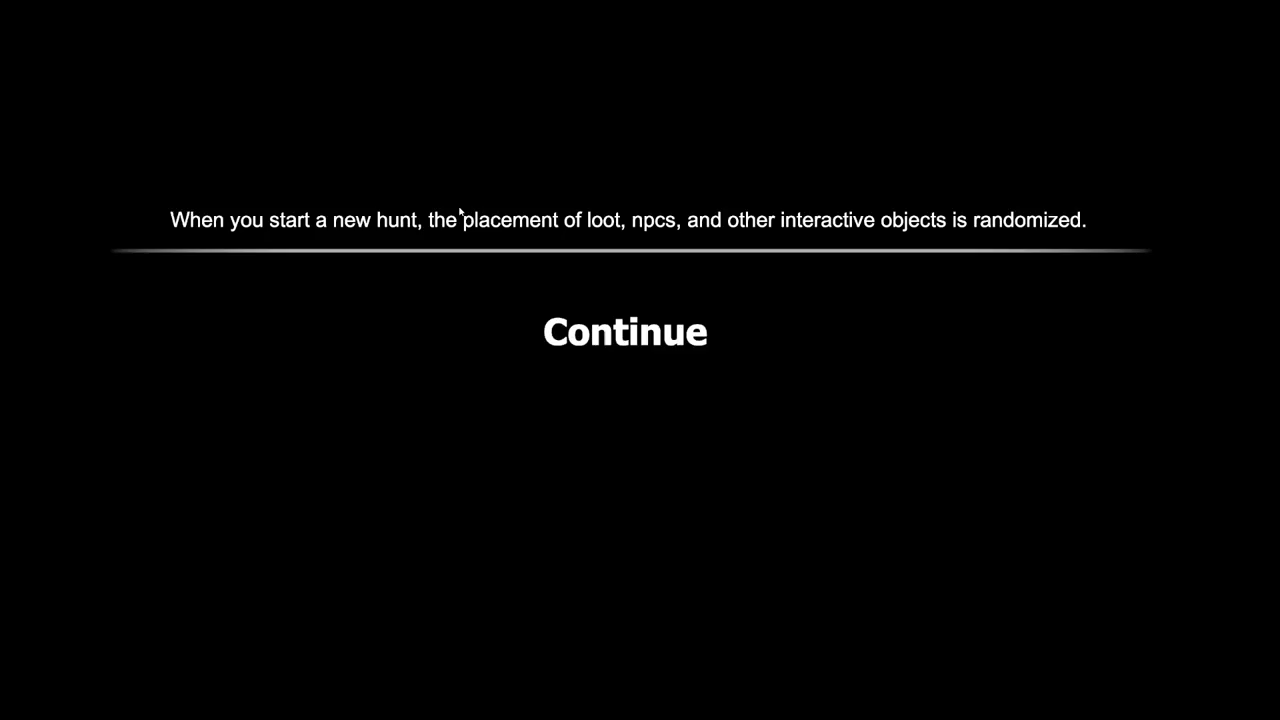 When you start a new hunt, the placement of loot, npcs, and other interactive objects is randomized.
Continue